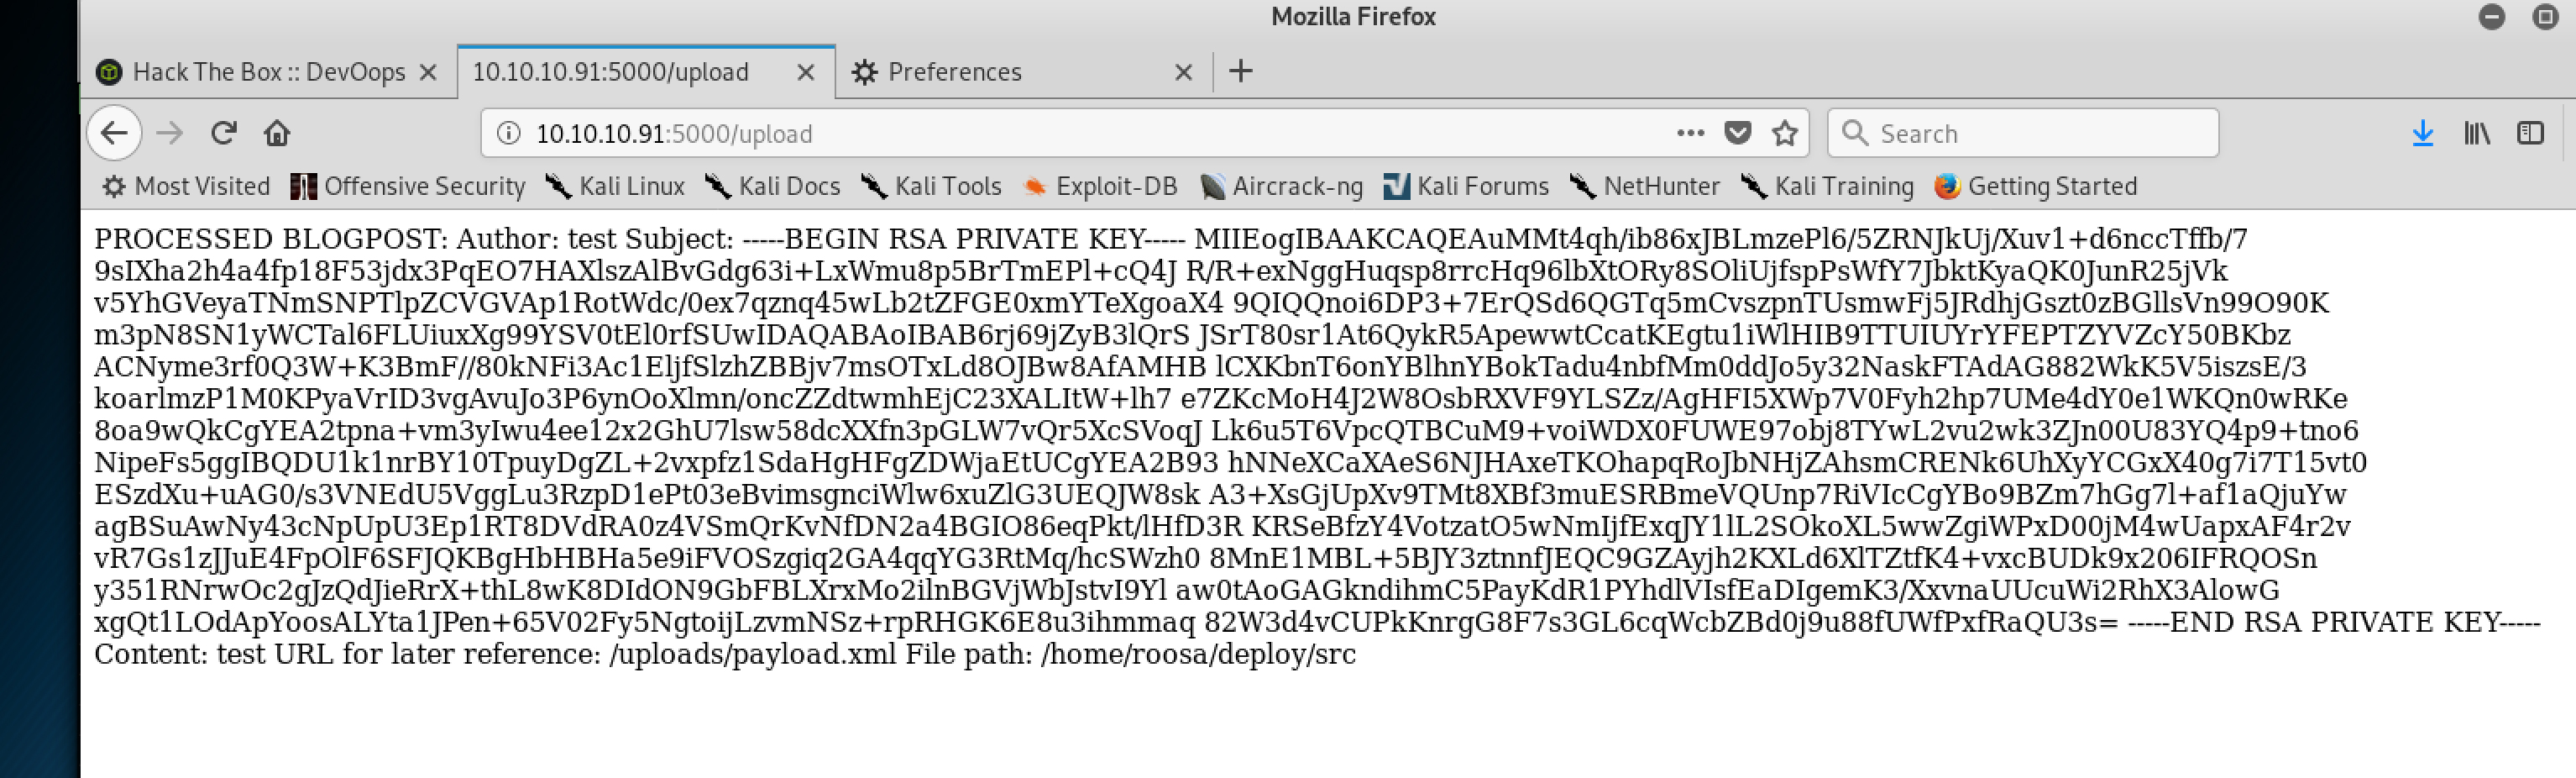 Mozilla Firefox
Hack The Box :: DevOops
10.10.10.91:5000/upload
Preferences
10.10.10.91:5000/upload
Search
Most Visited Offensive Security Kali Linux Kali Docs Kali Tools Exploit-DB Aircrack-ng Kali Forums NetHunter Kali Training Getting Started
PROCESSED BLOGPOST: Author: test Subject: -----BEGIN RSA PRIVATE KEY----- MIIEogIBAAKCAQEAuMMt4qh/ib86xJBLmzePl6/5ZRNJkUj/Xuv1+d6nccTffb/7
9sIXha2h4a4fp18F53jdx3PqEO7HAXlszAlBvGdg63i+LxWmu8p5BrTmEPl+cQ4J R/R+exNggHuqsp8rrcHq96lbXtORy8SOliUjfspPsWfY7JbktKyaQK0JunR25jVk
v5YhGVeyaTNmSNPTlpZCVGVAp1RotWdc/0ex7qznq45wLb2tZFGE0xmYTeXgoaX4 9QIQQnoi6DP3+7ErQSd6QGTq5mCvszpnTUsmwFj5JRdhjGszt0zBGllsVn99O90K
m3pN8SN1yWCTal6FLUiuxXg99YSV0tEl0rfSUwIDAQABAoIBAB6rj69jZyB3lQrS JSrT80sr1At6QykR5ApewwtCcatKEgtu1iWlHIB9TTUIUYrYFEPTZYVZcY50BKbz
ACNyme3rf0Q3W+K3BmF//80kNFi3Ac1EljfSlzhZBBjv7msOTxLd8OJBw8AfAMHB lCXKbnT6onYBlhnYBokTadu4nbfMm0ddJo5y32NaskFTAdAG882WkK5V5iszsE/3
koarlmzP1M0KPyaVrID3vgAvuJo3P6ynOoXlmn/oncZZdtwmhEjC23XALItW+lh7 e7ZKcMoH4J2W8OsbRXVF9YLSZz/AgHFI5XWp7V0Fyh2hp7UMe4dY0e1WKQn0wRKe
8oa9wQkCgYEA2tpna+vm3yIwu4ee12x2GhU7lsw58dcXXfn3pGLW7vQr5XcSVoqJ Lk6u5T6VpcQTBCuM9+voiWDX0FUWE97obj8TYwL2vu2wk3ZJn00U83YQ4p9+tno6
NipeFs5ggIBQDU1k1nrBY10TpuyDgZL+2vxpfz1SdaHgHFgZDWjaEtUCgYEA2B93 hNNeXCaXAeS6NJHAxeTKOhapqRoJbNHjZAhsmCRENk6UhXyYCGxX40g7i7T15vt0
ESzdXu+uAG0/s3VNEdU5VggLu3RzpD1ePt03eBvimsgnciWlw6xuZlG3UEQJW8sk A3+XsGjUpXv9TMt8XBf3muESRBmeVQUnp7RiVIcCgYBo9BZm7hGg7l+af1aQjuYw
agBSuAwNy43cNpUpU3Ep1RT8DVdRA0z4VSmQrKvNfDN2a4BGIO86eqPkt/lHfD3R KRSeBfzY4VotzatO5wNmIjfExqJY1lL2SOkoXL5wwZgiWPxD00jM4wUapxAF4r2v
vR7Gs1zJJuE4FpOlF6SFJQKBgHbHBHa5e9iFVOSzgiq2GA4qqYG3RtMq/hcSWzh0 8MnE1MBL+5BJY3ztnnfJEQC9GZAyjh2KXLd6XlTZtfK4+vxcBUDk9x206IFRQOSn
y351RNrwOc2gJzQdJieRrX+thL8wK8DIdON9GbFBLXrxMo2ilnBGVjWbJstvI9Yl aw0tAoGAGkndihmC5PayKdR1PYhdlVIsfEaDIgemK3/XxvnaUUcuWi2RhX3AlowG
xgQt1LOdApYoosALYta1JPen+65V02Fy5NgtoijLzvmNSz+rpRHGK6E8u3ihmmaq 82W3d4vCUPkKnrgG8F7s3GL6cqWcbZBd0j9u88fUWfPxfRaQU3s= -----END RSA PRIVATE KEY-----
Content: test URL for later reference: /uploads/payload.xml File path: /home/roosa/deploy/src